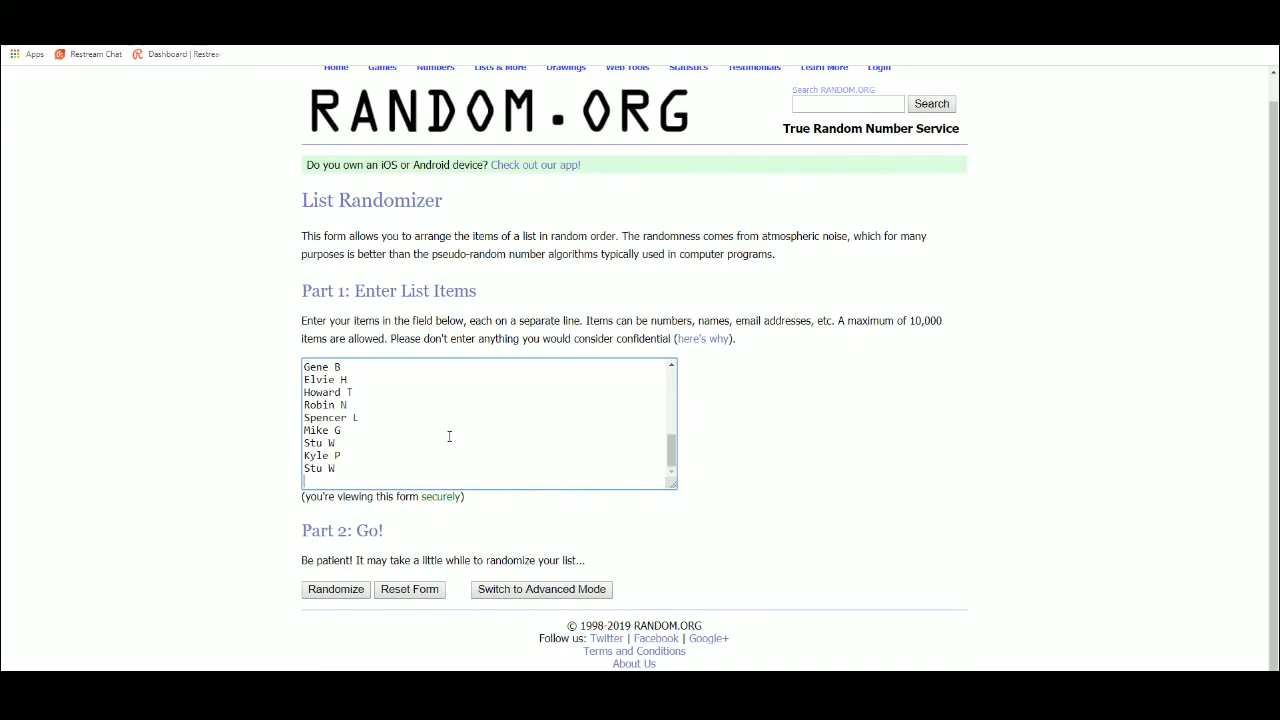 Apps Restream Chat Dashboard | Restrea
Home Games Numbers Lists & More Drawings Web Tools Statistics Testimonials Learn More Login
RANDOM.ORG
Search RANDOM.ORG
Search
True Random Number Service
Do you own an iOS or Android device? Check out our app!
List Randomizer
This form allows you to arrange the items of a list in random order. The randomness comes from atmospheric noise, which for many
purposes is better than the pseudo-random number algorithms typically used in computer programs.
Part 1: Enter List Items
Enter your items in the field below, each on a separate line. Items can be numbers, names, email addresses, etc. A maximum of 10,000
items are allowed. Please don't enter anything you would consider confidential (here's why).
Gene B
Elvie H
Howard T
Robin N
Spencer L
Mike G
Stu W
Kyle P
Stu W
(you're viewing this form securely)
Part 2: Go!
Be patient! It may take a little while to randomize your list...
Randomize Reset Form Switch to Advanced Mode
© 1998-2019 RANDOM.ORG
Follow us: Twitter | Facebook | Google+
Terms and Conditions
About Us